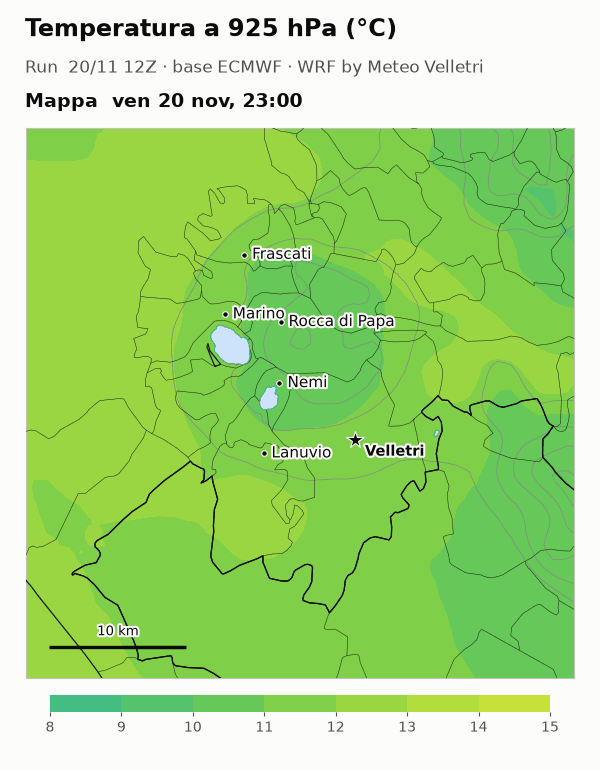 Temperatura a 925 hPa (°C)
Run  20/11 12Z · base ECMWF · WRF by Meteo Velletri
Mappa  ven 20 nov, 23:00
Frascati
Marino
Rocca di Papa
Nemi
Velletri
Lanuvio
10 km
8 9 10 11 12 13 14 15